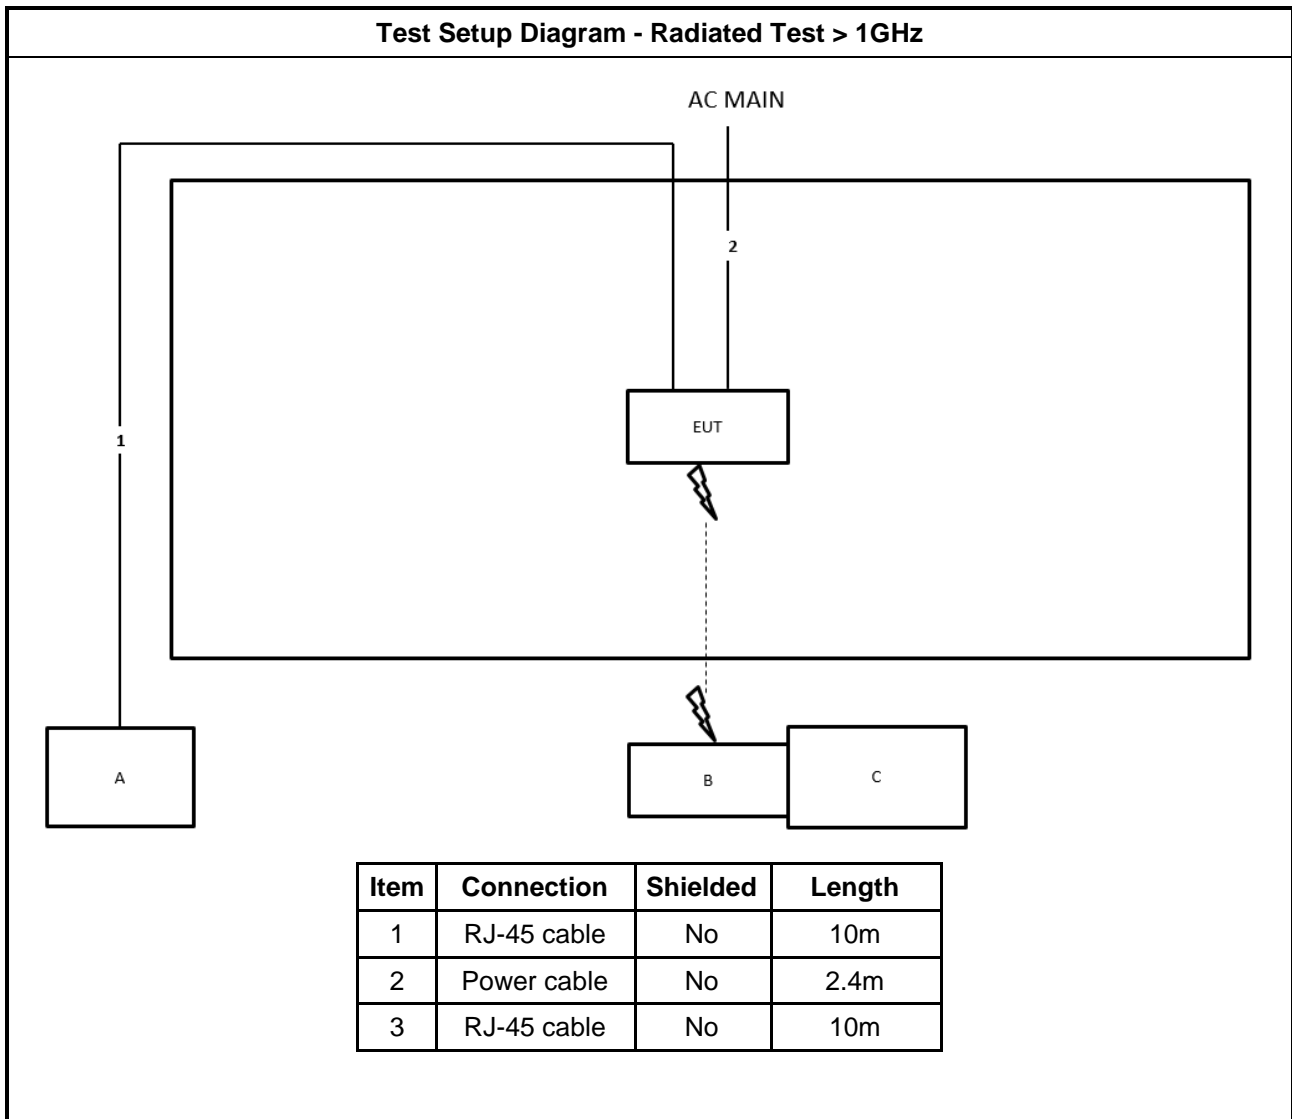 Test Setup Diagram - Radiated Test > 1GHz
AC MAIN
2
1
EUT
A
B
C
Item Connection Shielded Length
1 RJ-45 cable No 10m
2 Power cable No 2.4m
3 RJ-45 cable No 10m